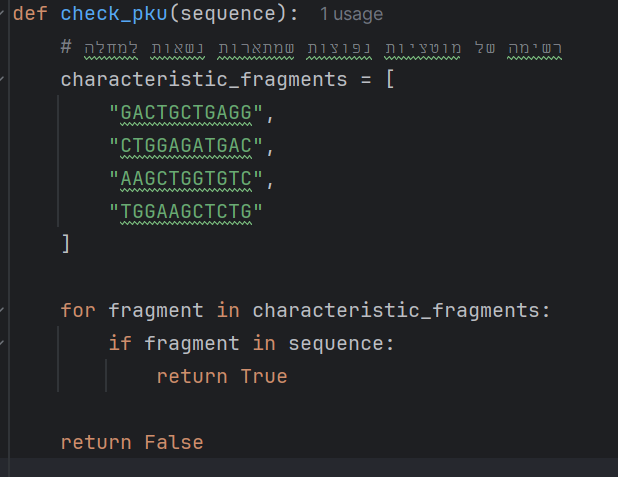 def check_pku(sequence): 1 usage
# רשימה של מוטציות נפוצות שמתארות נשאות למחלה
characteristic_fragments = [
"GACTGCTGAGG",
"CTGGAGATGAC",
"AAGCTGGTGTC",
"TGGAAGCTCTG"
]
for fragment in characteristic_fragments:
if fragment in sequence:
return True
return False